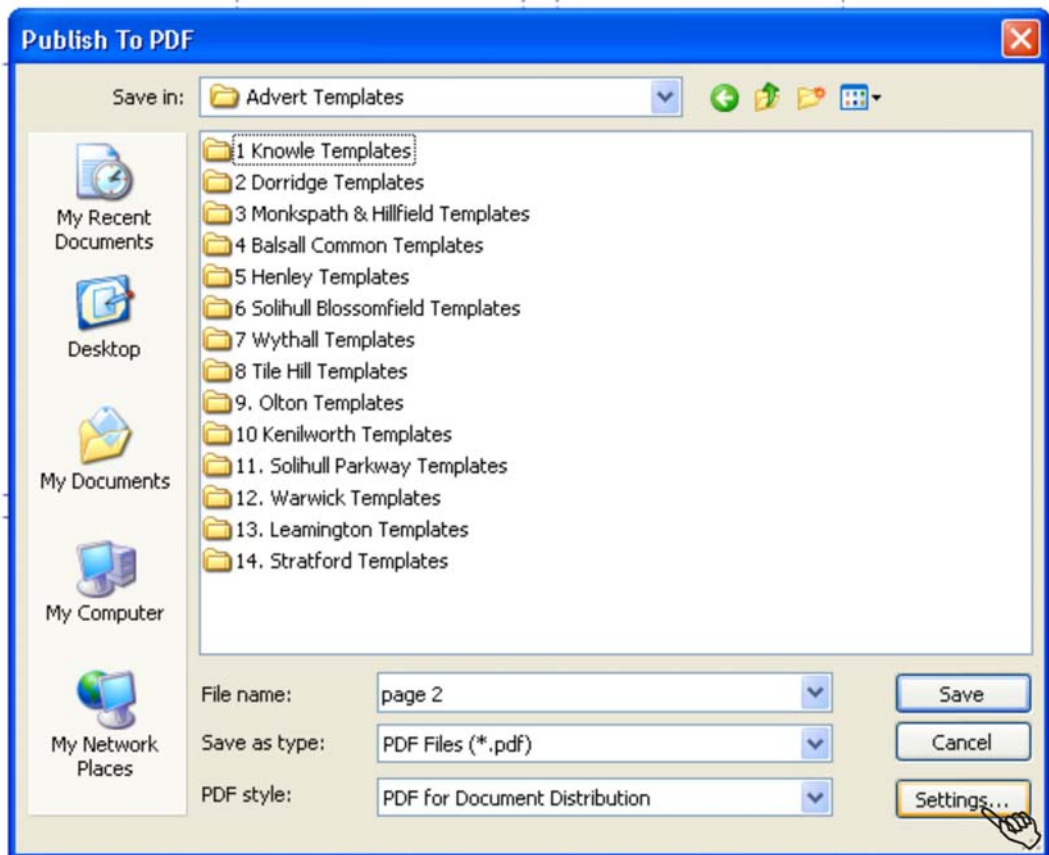 Publish To PDF
Save in:
Advert Templates
My Recent
Documents
Desktop
My Documents
My Computer
My Network
Places
1 Knowle Templates
2 Dorridge Templates
3 Monkspath & Hillfield Templates
4 Balsall Common Templates
5 Henley Templates
6 Solihull Blossomfield Templates
7 Wythall Templates
8 Tile Hill Templates
9. Olton Templates
10 Kenilworth Templates
11. Solihull Parkway Templates
12. Warwick Templates
13. Leamington Templates
14. Stratford Templates
File name:
page 2
Save
Save as type:
PDF Files (*.pdf)
Cancel
PDF style:
PDF for Document Distribution
Settings...